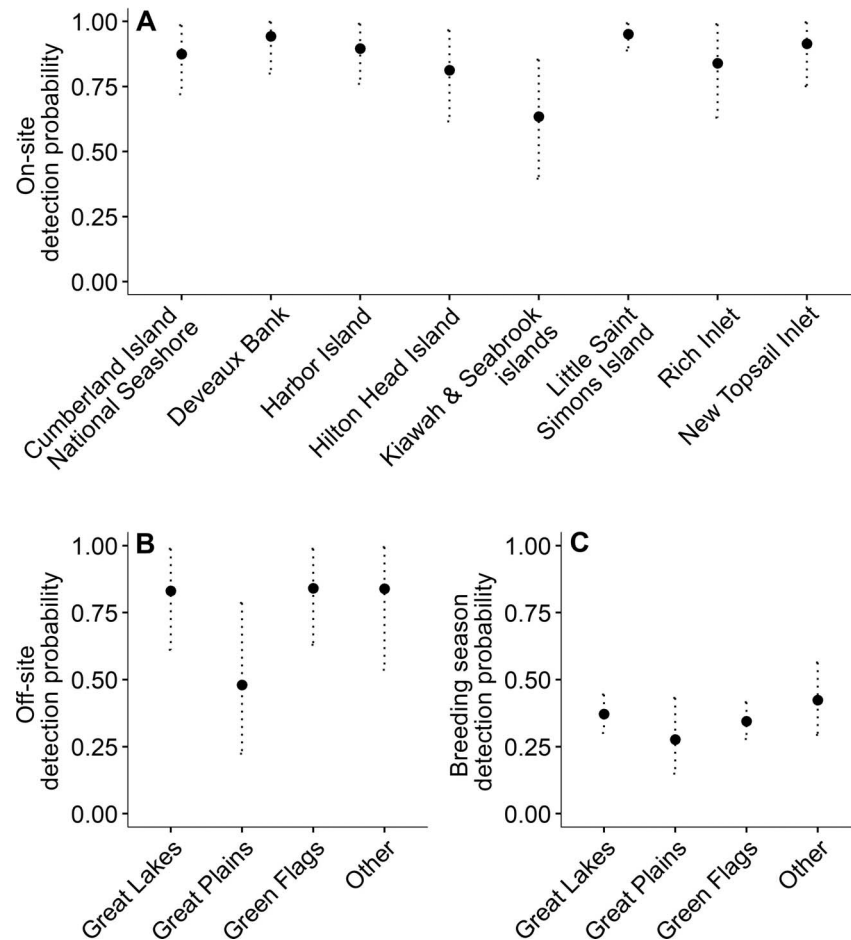 A
1.00
0.75
0.50
0.25
0.00
On-site
detection probability
Cumberland Island
National Seashore
Deveaux Bank
Harbor Island
Hilton Head Island
Kiawah & Seabrook
islands
Little Saint
Simons Island
Rich Inlet
New Topsail Inlet
B
1.00
0.75
0.50
0.25
0.00
Off-site
detection probability
Great Lakes
Great Plains
Green Flags
Other
C
1.00
0.75
0.50
0.25
0.00
Breeding season
detection probability
Great Lakes
Great Plains
Green Flags
Other